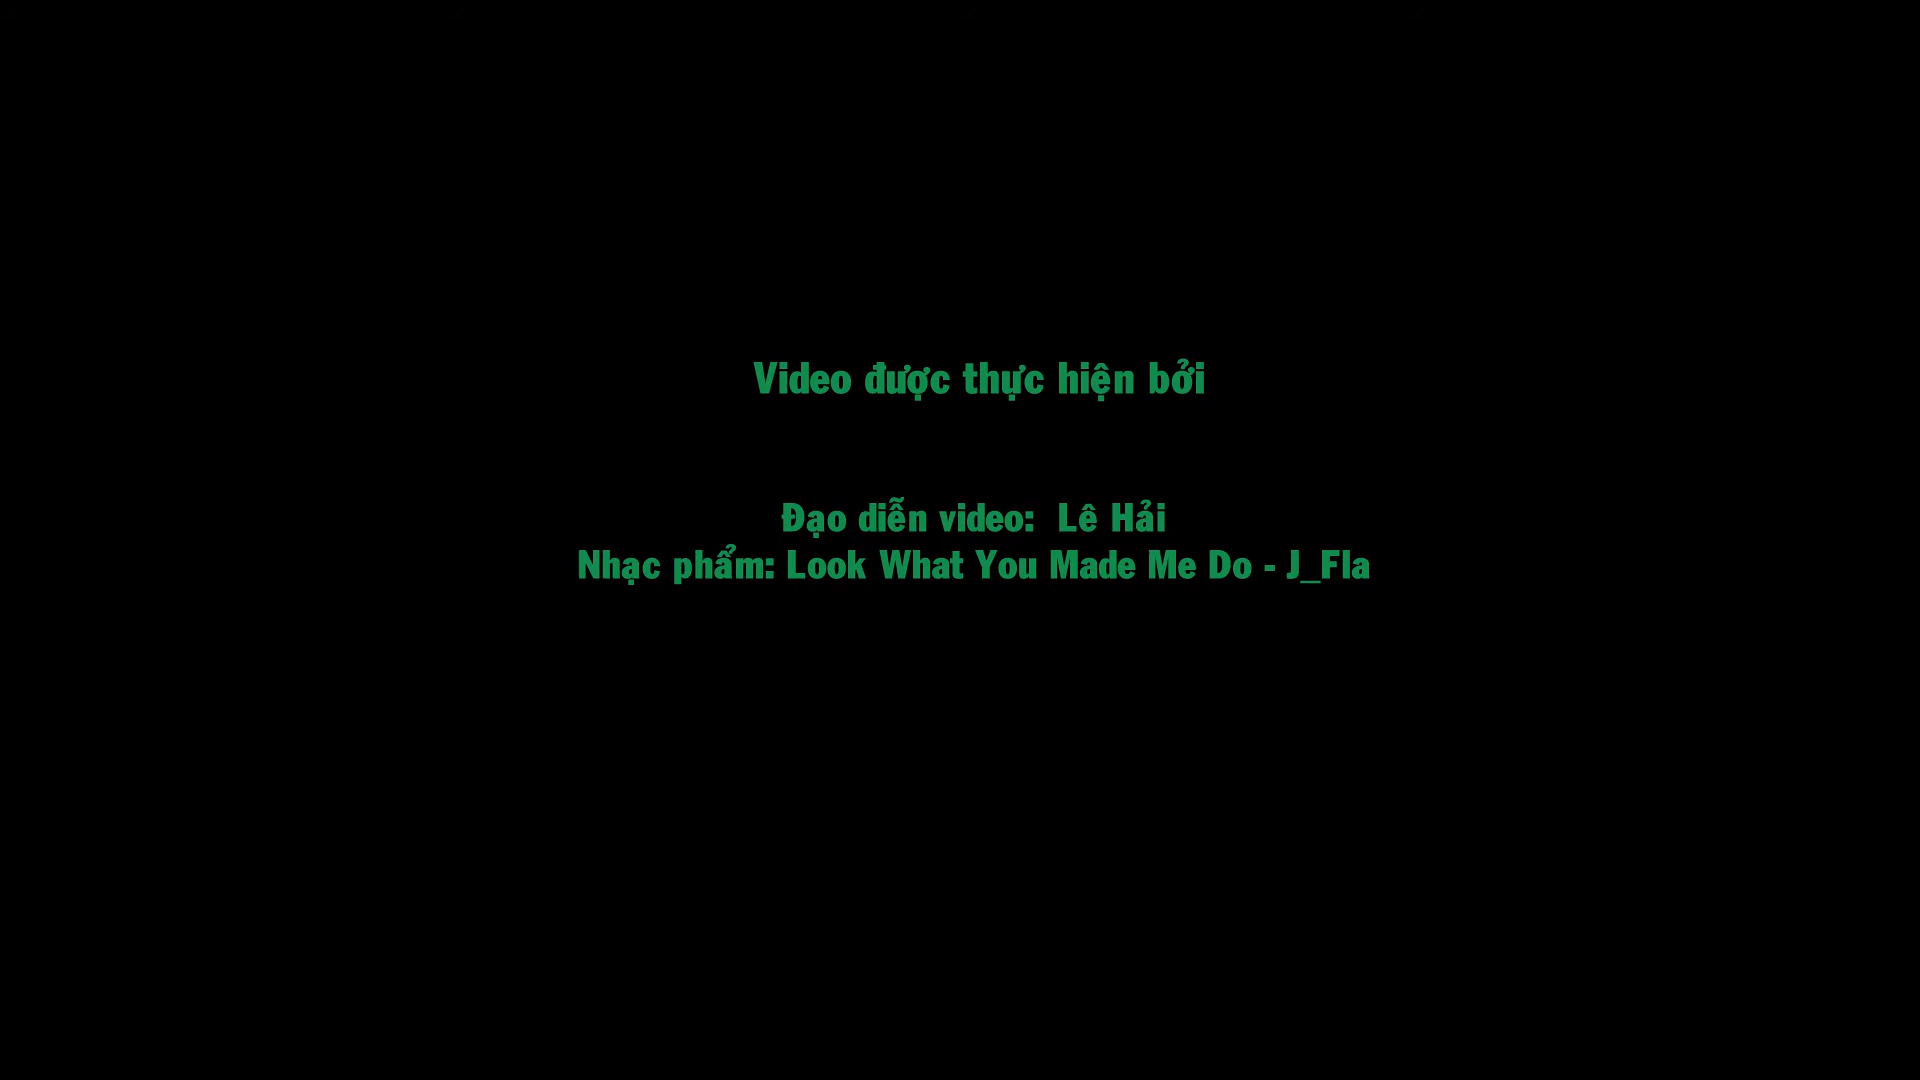 Video được thực hiện bởi
Đạo diễn video:  Lê Hải
Nhạc phẩm: Look What You Made Me Do - J_Fla